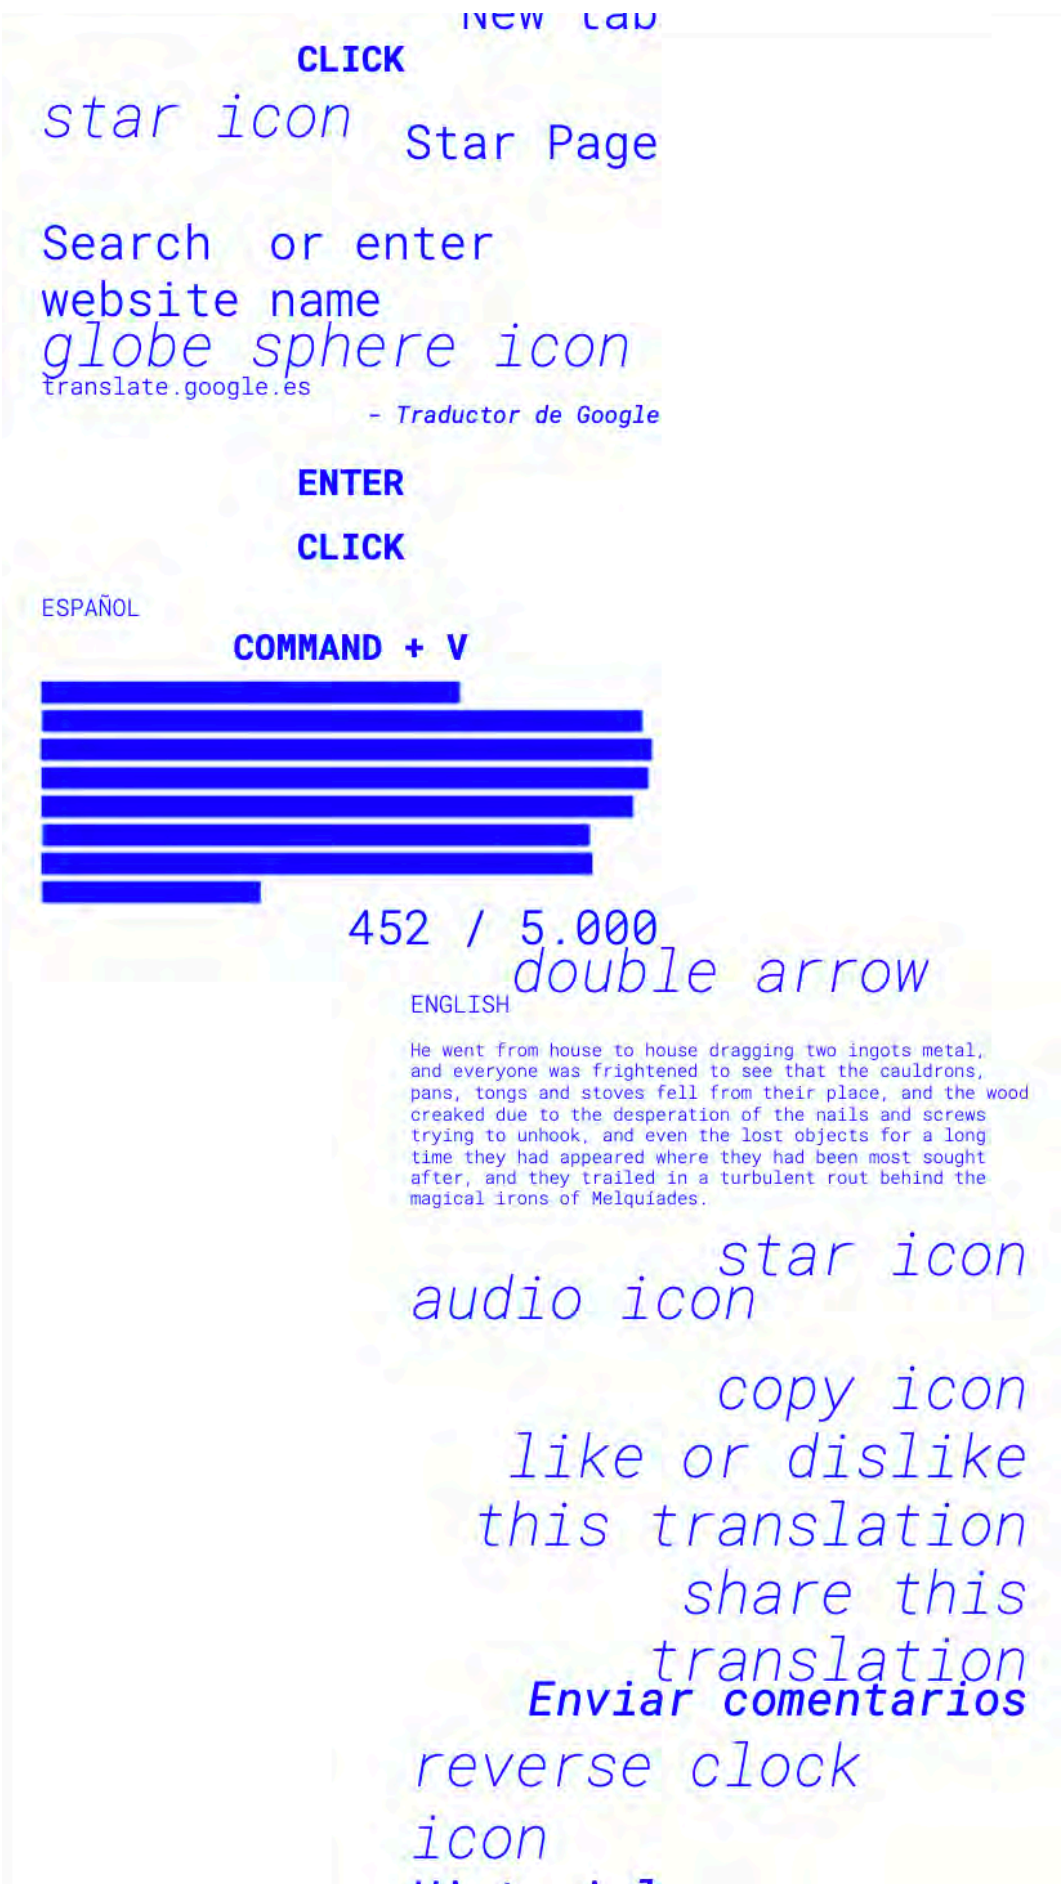 New tab
CLICK
star icon
Star Page
Search or enter
website name
globe sphere icon
translate.google.es
- Traductor de Google
ENTER
CLICK
ESPAÑOL
COMMAND + V
452 / 5.000
double arrow
ENGLISH
He went from house to house dragging two ingots metal,
and everyone was frightened to see that the cauldrons,
pans, tongs and stoves fell from their place, and the wood
creaked due to the desperation of the nails and screws
trying to unhook, and even the lost objects for a long
time they had appeared where they had been most sought
after, and they trailed in a turbulent rout behind the
magical irons of Melquíades.
star icon
audio icon
copy icon
like or dislike
this translation
share this
translation
Enviar comentarios
reverse clock
icon